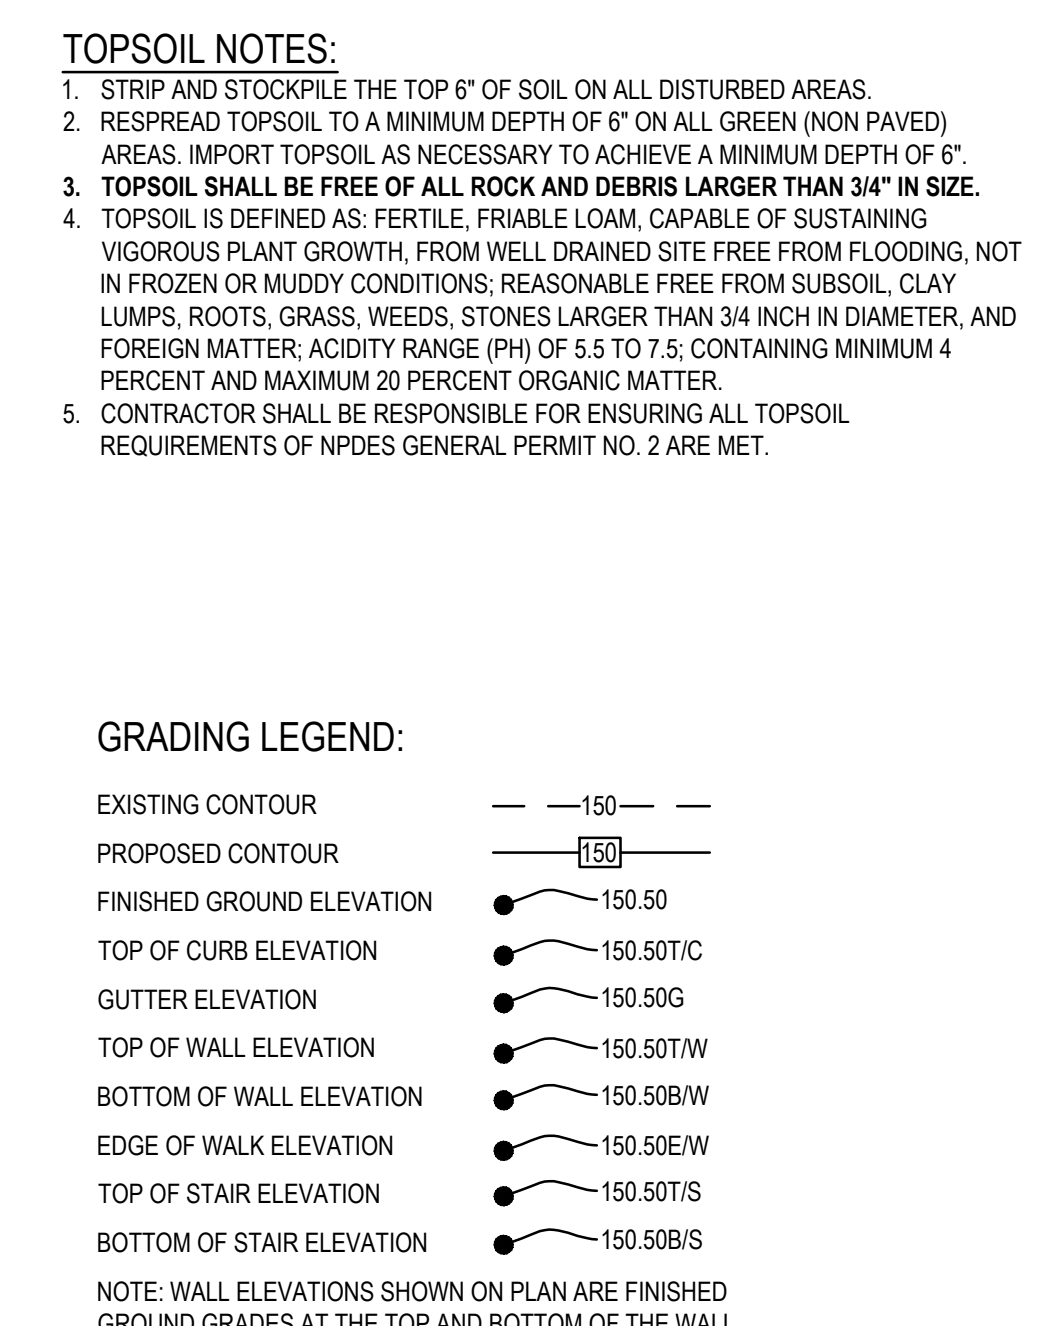 TOPSOIL NOTES:
1. STRIP AND STOCKPILE THE TOP 6" OF SOIL ON ALL DISTURBED AREAS.
2. RESPREAD TOPSOIL TO A MINIMUM DEPTH OF 6" ON ALL GREEN (NON PAVED)
AREAS. IMPORT TOPSOIL AS NECESSARY TO ACHIEVE A MINIMUM DEPTH OF 6".
3. TOPSOIL SHALL BE FREE OF ALL ROCK AND DEBRIS LARGER THAN 3/4" IN SIZE.
4. TOPSOIL IS DEFINED AS: FERTILE, FRIABLE LOAM, CAPABLE OF SUSTAINING
VIGOROUS PLANT GROWTH, FROM WELL DRAINED SITE FREE FROM FLOODING, NOT
IN FROZEN OR MUDDY CONDITIONS; REASONABLE FREE FROM SUBSOIL, CLAY
LUMPS, ROOTS, GRASS, WEEDS, STONES LARGER THAN 3/4 INCH IN DIAMETER, AND
FOREIGN MATTER; ACIDITY RANGE (PH) OF 5.5 TO 7.5; CONTAINING MINIMUM 4
PERCENT AND MAXIMUM 20 PERCENT ORGANIC MATTER.
5. CONTRACTOR SHALL BE RESPONSIBLE FOR ENSURING ALL TOPSOIL
REQUIREMENTS OF NPDES GENERAL PERMIT NO. 2 ARE MET.
GRADING LEGEND:
EXISTING CONTOUR 150
PROPOSED CONTOUR 150
FINISHED GROUND ELEVATION 150.50
TOP OF CURB ELEVATION 150.50T/C
GUTTER ELEVATION 150.50G
TOP OF WALL ELEVATION 150.50T/W
BOTTOM OF WALL ELEVATION 150.50B/W
EDGE OF WALK ELEVATION 150.50E/W
TOP OF STAIR ELEVATION 150.50T/S
BOTTOM OF STAIR ELEVATION 150.50B/S
NOTE: WALL ELEVATIONS SHOWN ON PLAN ARE FINISHED
GROUND GRADES AT THE TOP AND BOTTOM OF THE WALL